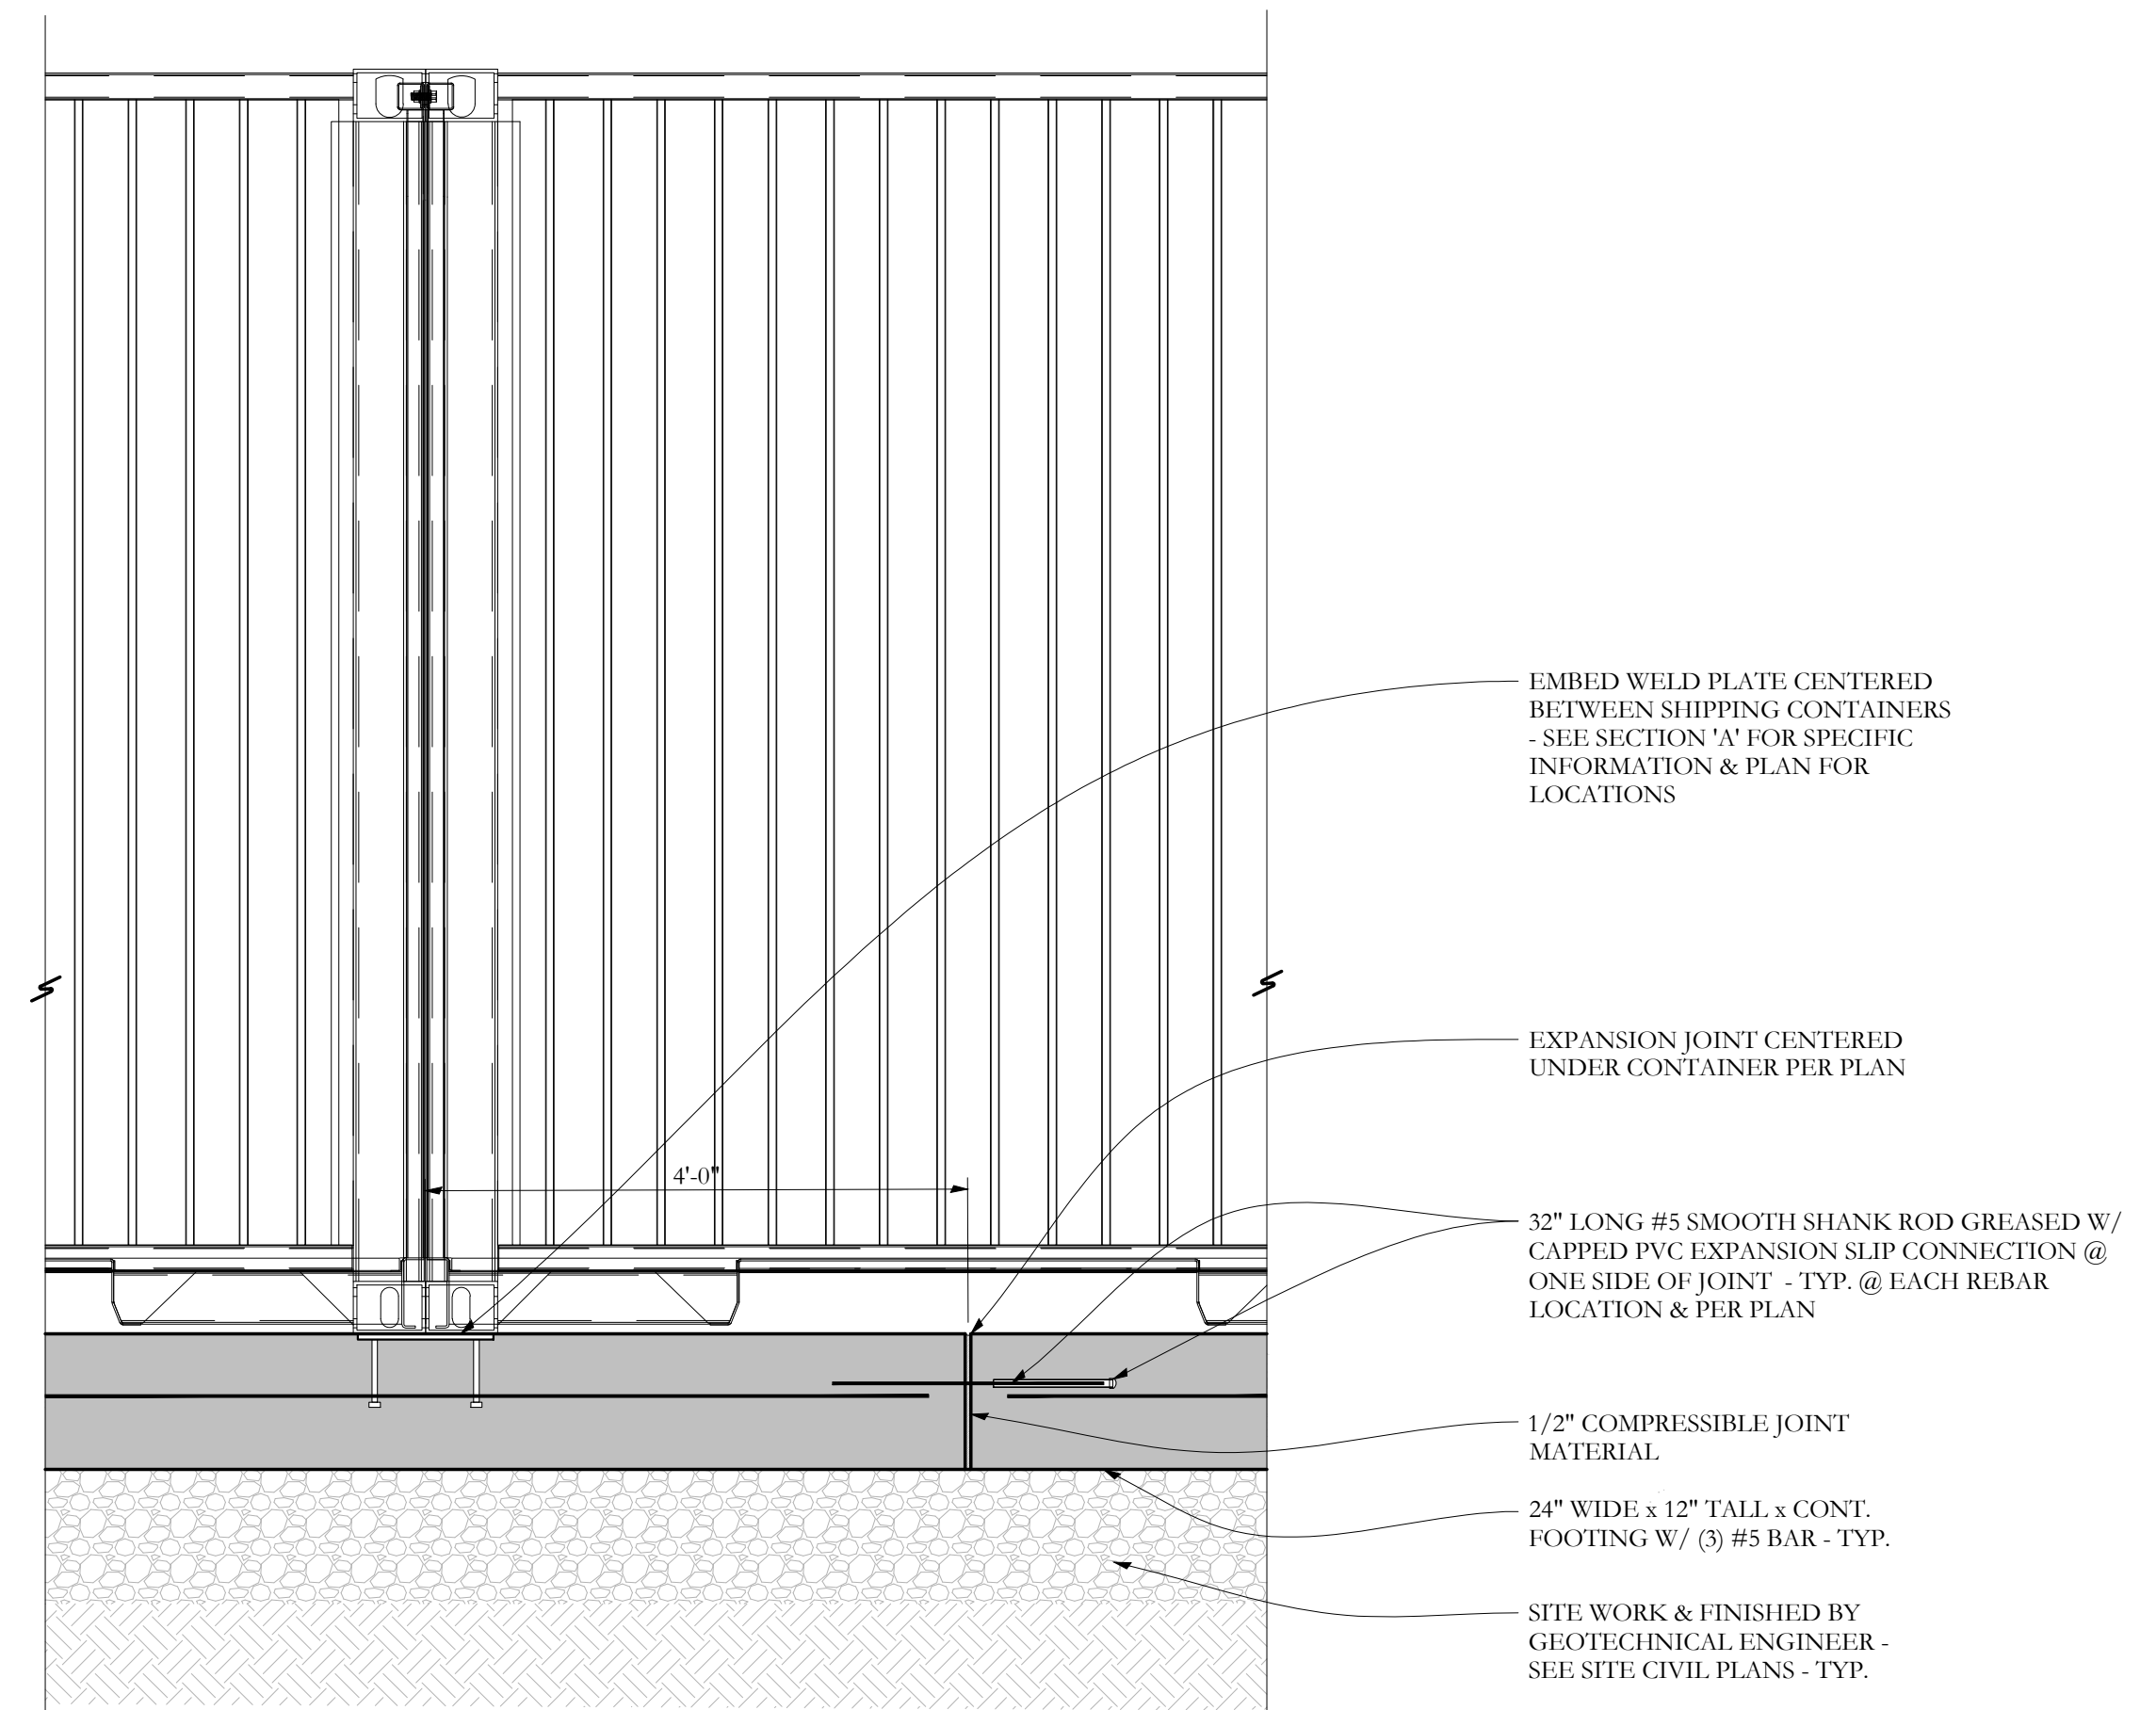 EMBED WELD PLATE CENTERED
BETWEEN SHIPPING CONTAINERS
- SEE SECTION 'A' FOR SPECIFIC
INFORMATION & PLAN FOR
LOCATIONS
EXPANSION JOINT CENTERED
UNDER CONTAINER PER PLAN
4'-0"
32" LONG #5 SMOOTH SHANK ROD GREASED W/
CAPPED PVC EXPANSION SLIP CONNECTION @
ONE SIDE OF JOINT - TYP. @ EACH REBAR
LOCATION & PER PLAN
1/2" COMPRESSIBLE JOINT
MATERIAL
24" WIDE x 12" TALL x CONT.
FOOTING W/ (3) #5 BAR - TYP.
SITE WORK & FINISHED BY
GEOTECHNICAL ENGINEER -
SEE SITE CIVIL PLANS - TYP.